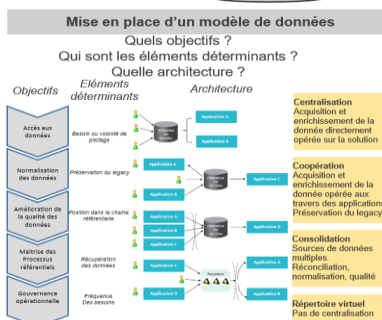 Mise en place d'un modèle de données
Quels objectifs ?
Qui sont les éléments déterminants ?
Quelle architecture ?
Objectifs
Eléments
déterminants
Architecture
Accès aux
données
Normalisation
des données
Amélioration de
la qualité des
données
Maitrise des
Processus
référentiels
Gouvernance
opérationnelle
Besoin ou volonté de
pilotage
Préservation du legacy
Position dans la chaîne
référentielle
Récupération
des données
Fréquence
Des besoins
Application A
Application B
Application A
Application B
Application C
Application A
Application B
Application C
Application D
Application C
Application D
Application A
Application B
Centralisation
Acquisition et
enrichissement de la
donnée directement
opérée sur la solution
Coopération
Acquisition et
enrichissement de la
donnée opérée aux
travers des applications
Préservation du legacy
Consolidation
Sources de données
multiples.
Réconciliation,
normalisation, qualité
Répertoire virtuel
Pas de centralisation